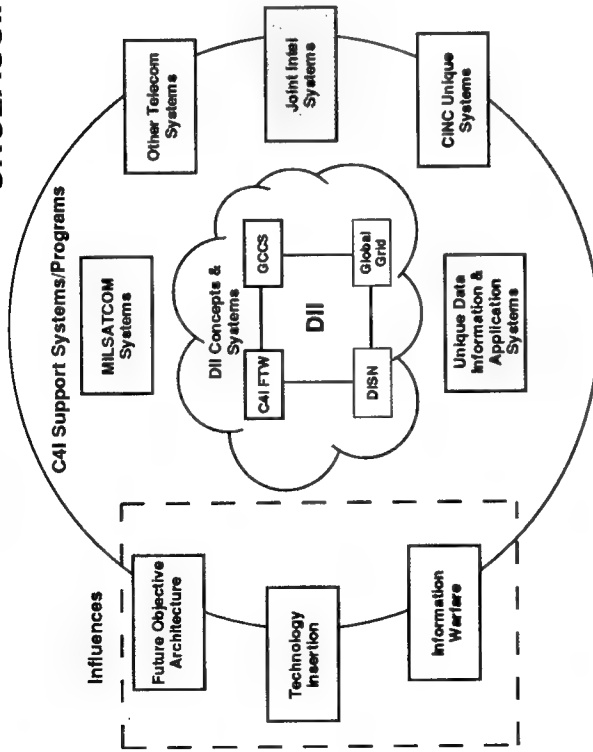 Influences
Future Objective
Architecture
Technology
Insertion
Information
Warfare
C4I Support Systems/Programs
MILSATCOM
Systems
Other Telecom
Systems
Joint Intel
Systems
CINC Unique
Systems
Unique Data
Information &
Application
Systems
DII Concepts &
Systems
C4I FTW
GCCS
DII
DISN
Global
Grid